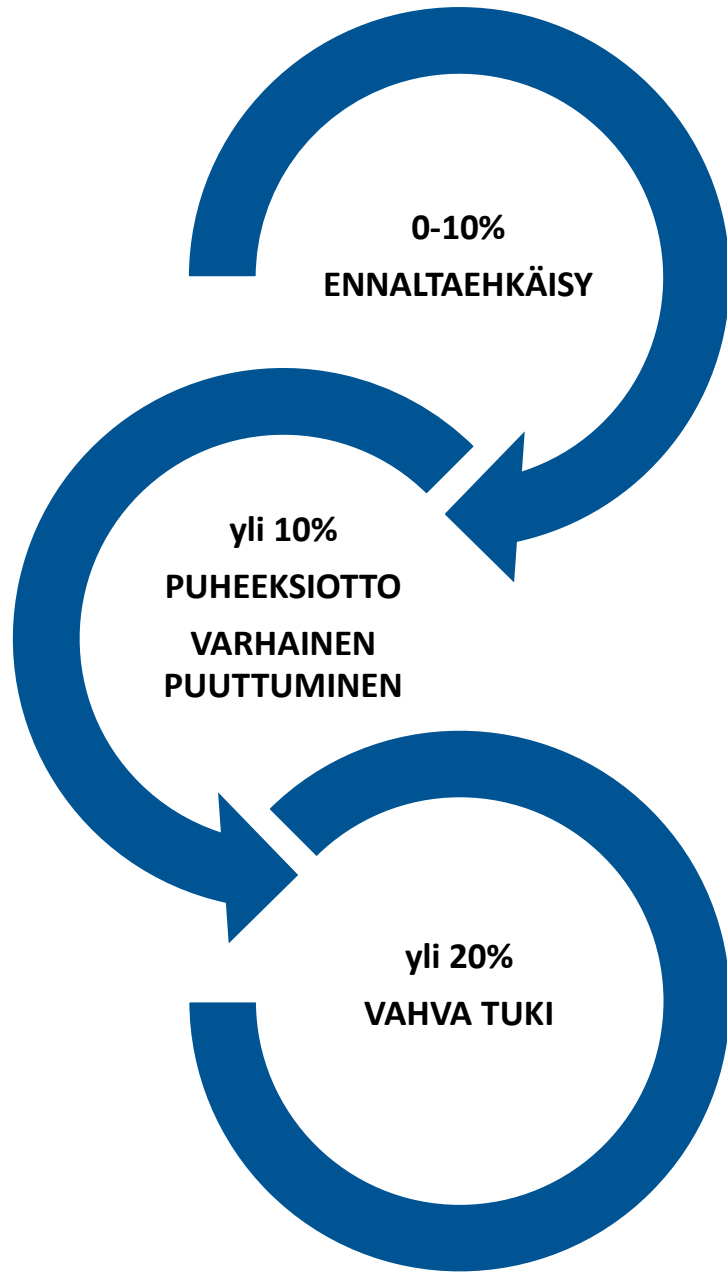 0-10%
ENNALTAEHKÄISY
yli 10%
PUHEEKSIOTTO
VARHAINEN
PUUTTUMINEN
yli 20%
VAHVA TUKI